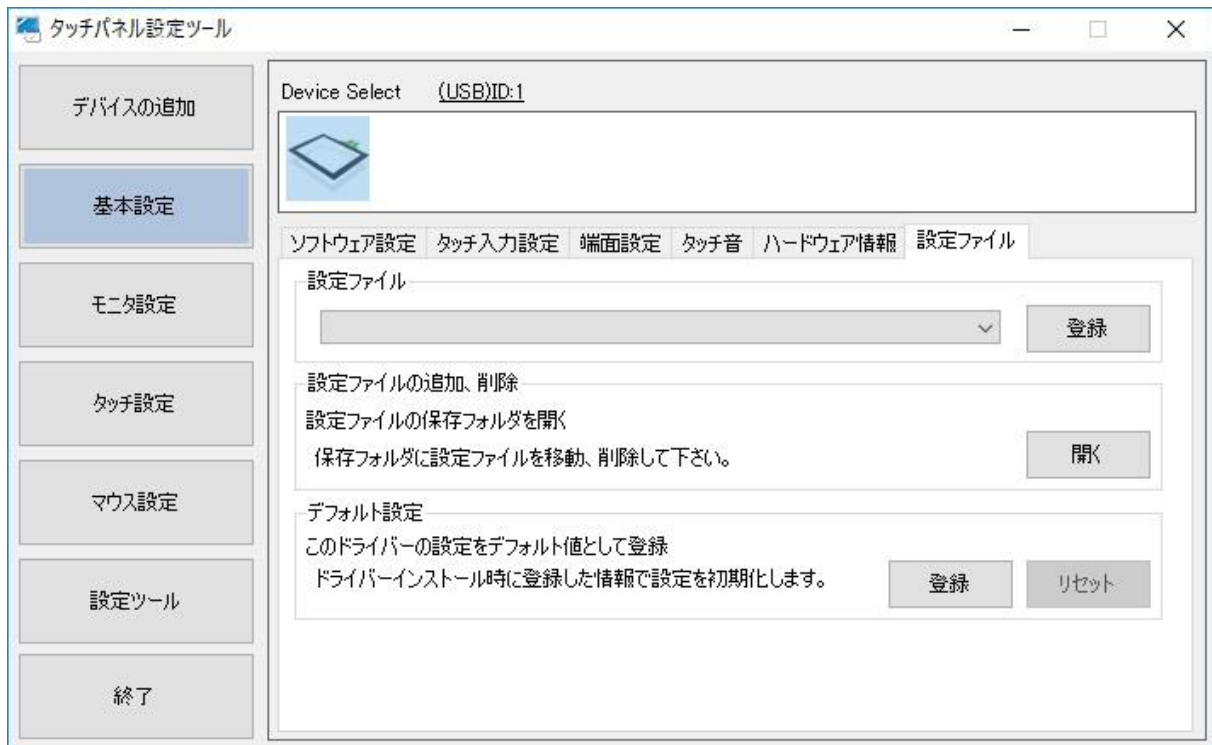 タッチパネル設定ツール
デバイスの追加
基本設定
モニタ設定
タッチ設定
マウス設定
設定ツール
終了
Device Select (USB)ID:1
ソフトウェア設定 タッチ入力設定 端面設定 タッチ音 ハードウェア情報 設定ファイル
設定ファイル
登録
設定ファイルの追加、削除
設定ファイルの保存フォルダを開く
保存フォルダに設定ファイルを移動、削除して下さい。
開く
デフォルト設定
このドライバーの設定をデフォルト値として登録
ドライバーインストール時に登録した情報で設定を初期化します。
登録 リセット